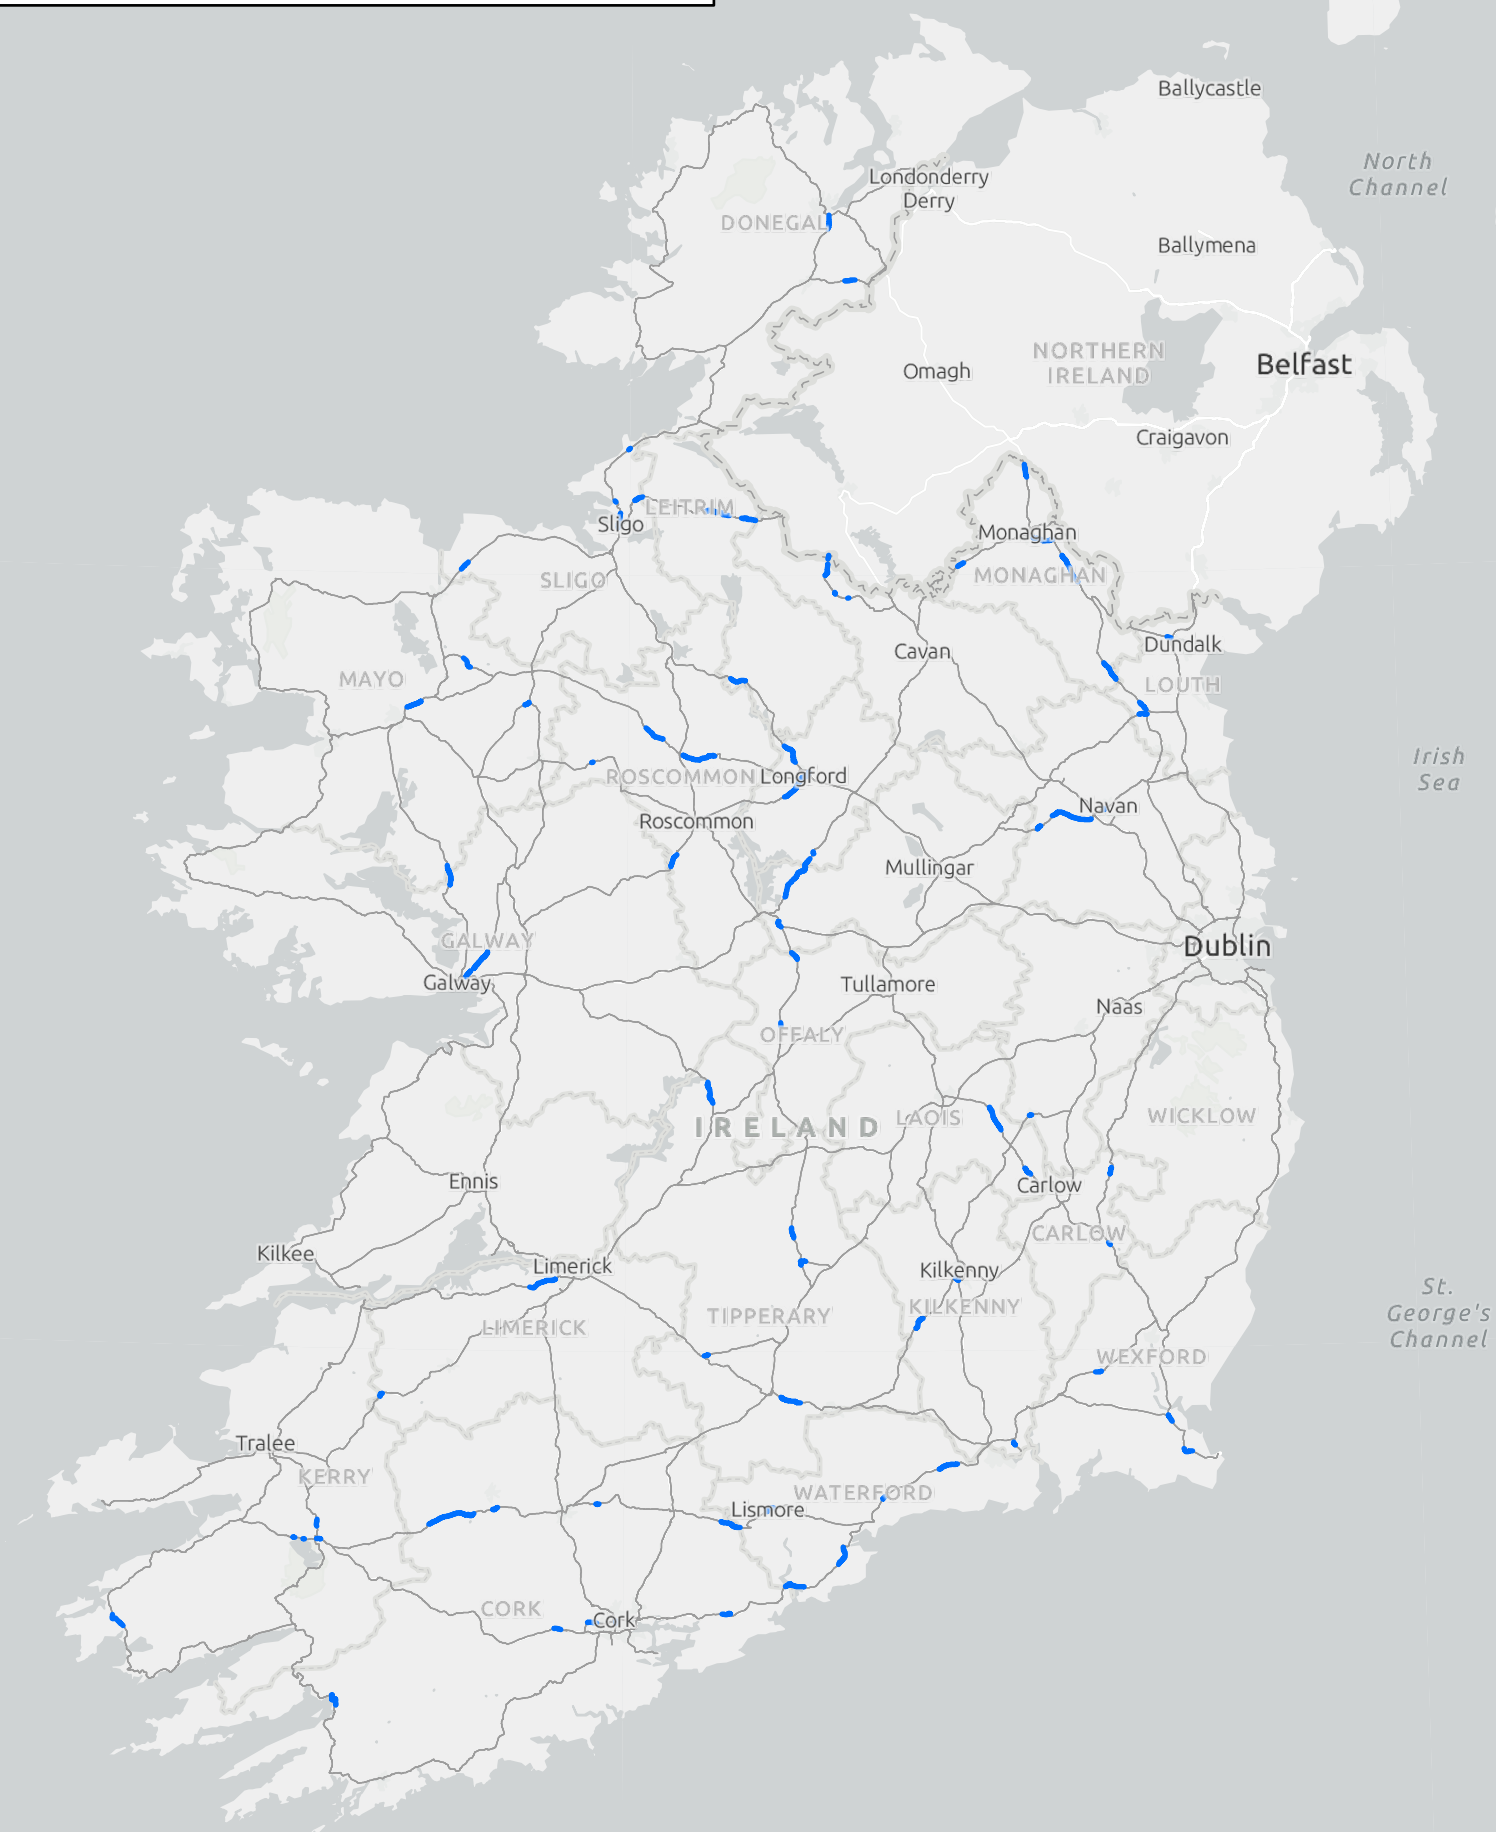 Ballycastle
North
Channel
Londonderry
Derry
DONEGAL
Ballymena
NORTHERN
IRELAND
Belfast
Omagh
Craigavon
LEITRIM
Sligo
Monaghan
SLIGO
MONAGHAN
Dundalk
Cavan
MAYO
LOUTH
Irish
Sea
ROSCOMMON
Longford
Navan
Roscommon
Mullingar
GALWAY
Dublin
Galway
Tullamore
Naas
OFFALY
IRELAND
LAOIS
WICKLOW
Ennis
Carlow
CARLOW
Kilkee
Limerick
Kilkenny
St.
George's
Channel
KILKENNY
TIPPERARY
LIMERICK
WEXFORD
Tralee
KERRY
WATERFORD
Lismore
CORK
Cork